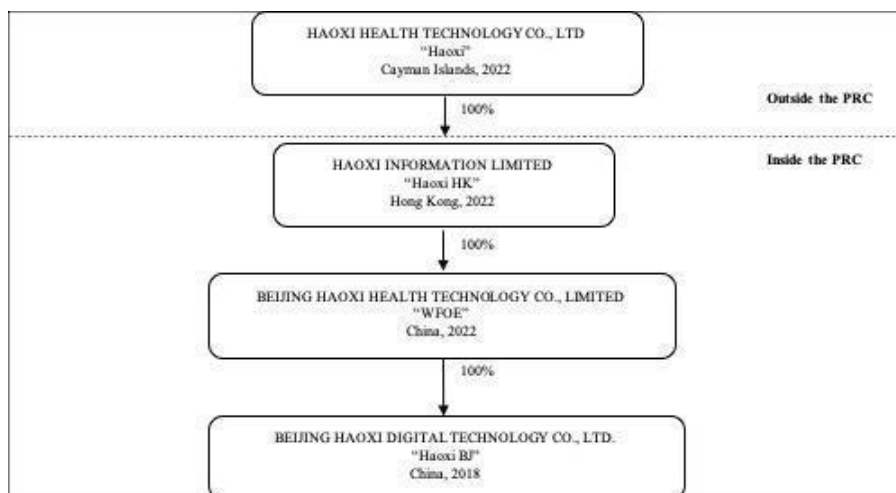 HAOXI HEALTH TECHNOLOGY CO., LTD
“Haoxi”
Cayman Islands, 2022
100%
Outside the PRC
Inside the PRC
HAOXI INFORMATION LIMITED
“Haoxi HK”
Hong Kong, 2022
100%
BEIJING HAOXI HEALTH TECHNOLOGY CO., LIMITED
“WFOE”
China, 2022
100%
BEIJING HAOXI DIGITAL TECHNOLOGY CO., LTD.
“Haoxi BJ”
China, 2018